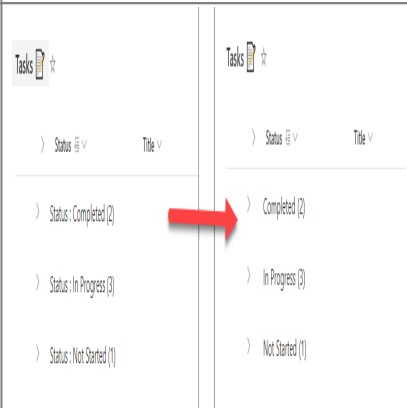 Tasks
Status Title
Status : Completed (2)
Status : In Progress (3)
Status : Not Started (1)
Tasks
Status Title
Completed (2)
In Progress (3)
Not Started (1)